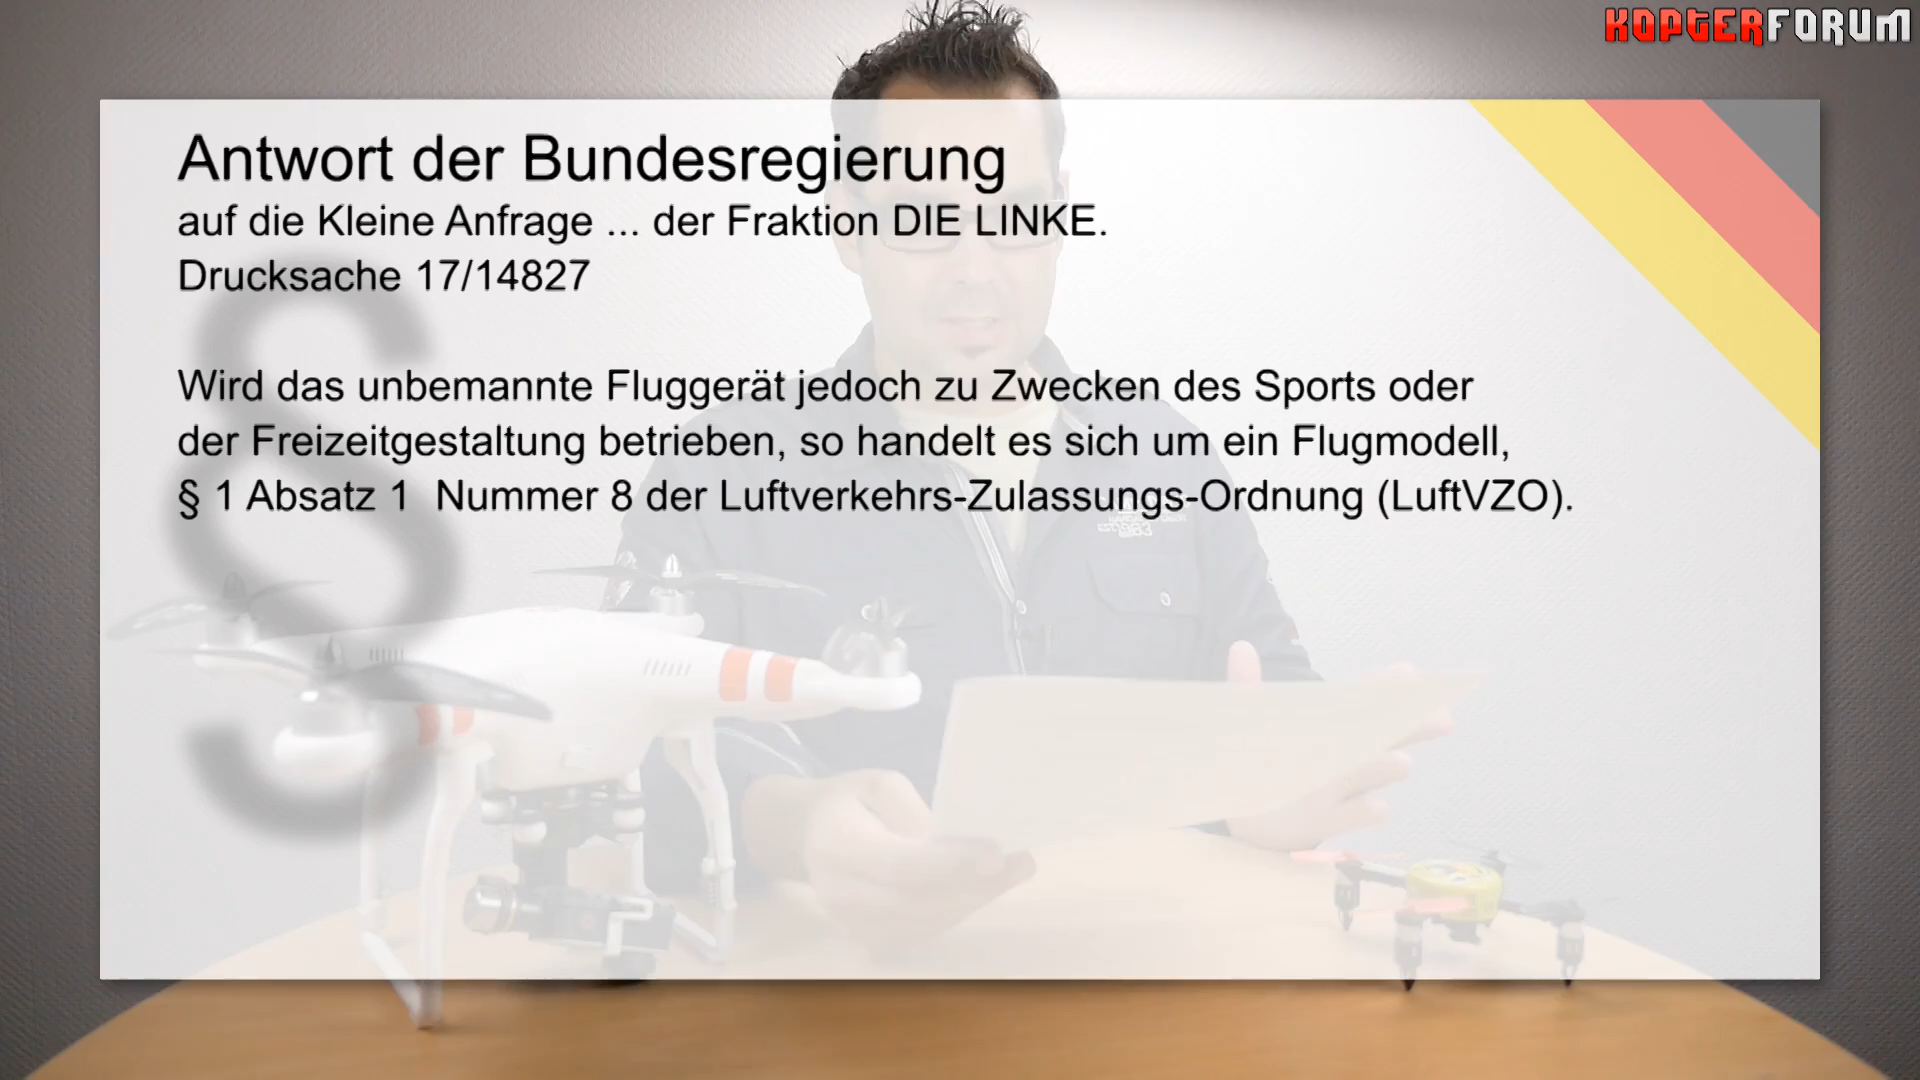 KOPTERFORUM
Antwort der Bundesregierung
auf die Kleine Anfrage ... der Fraktion DIE LINKE.
Drucksache 17/14827
Wird das unbemannte Fluggerät jedoch zu Zwecken des Sports oder
der Freizeitgestaltung betrieben, so handelt es sich um ein Flugmodell,
§ 1 Absatz 1 Nummer 8 der Luftverkehrs-Zulassungs-Ordnung (LuftVZO).
§